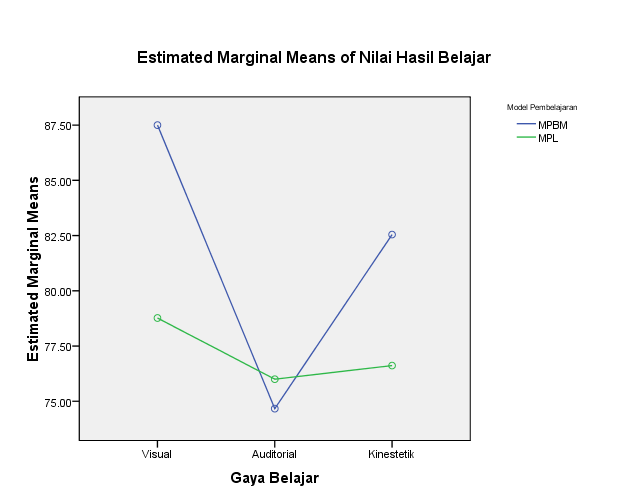 Estimated Marginal Means of Nilai Hasil Belajar
Model Pembelajaran
MPBM
MPL
Estimated Marginal Means
87.50
85.00
82.50
80.00
77.50
75.00
Visual
Auditorial
Kinestetik
Gaya Belajar